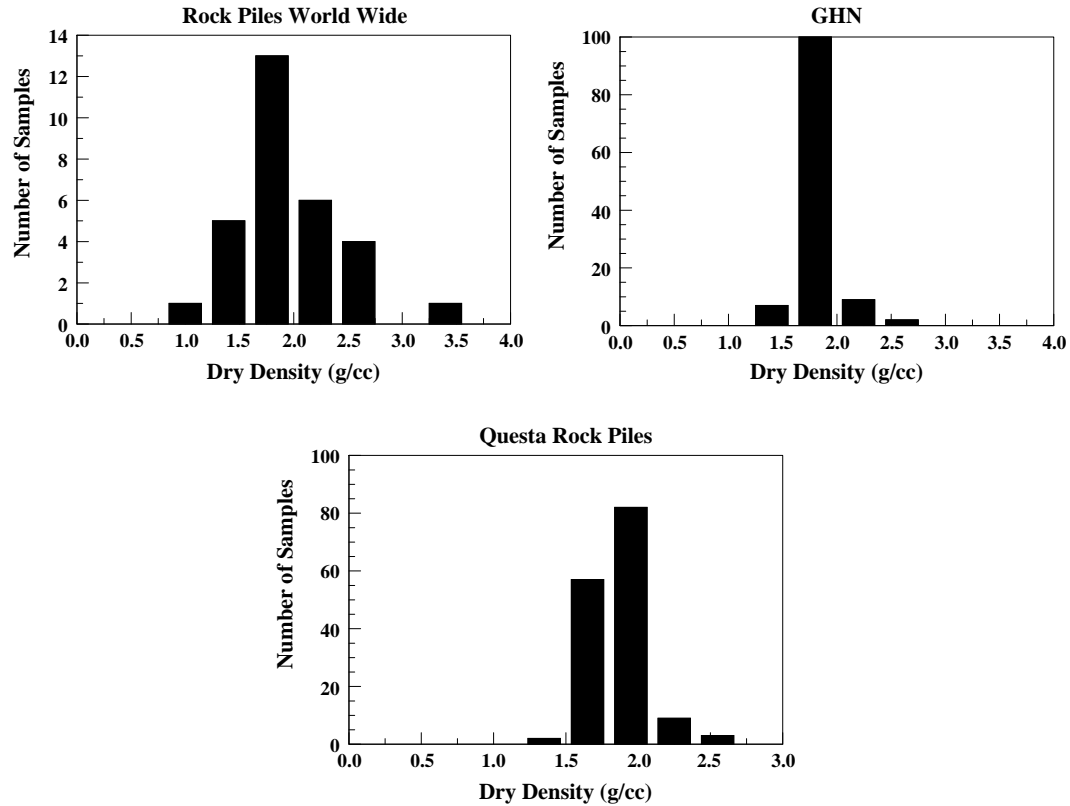 Rock Piles World Wide
Number of Samples
14
12
10
8
6
4
2
0
0.0 0.5 1.0 1.5 2.0 2.5 3.0 3.5 4.0
Dry Density (g/cc)
GHN
Number of Samples
100
80
60
40
20
0
0.0 0.5 1.0 1.5 2.0 2.5 3.0 3.5 4.0
Dry Density (g/cc)
Questa Rock Piles
Number of Samples
100
80
60
40
20
0
0.0 0.5 1.0 1.5 2.0 2.5 3.0
Dry Density (g/cc)